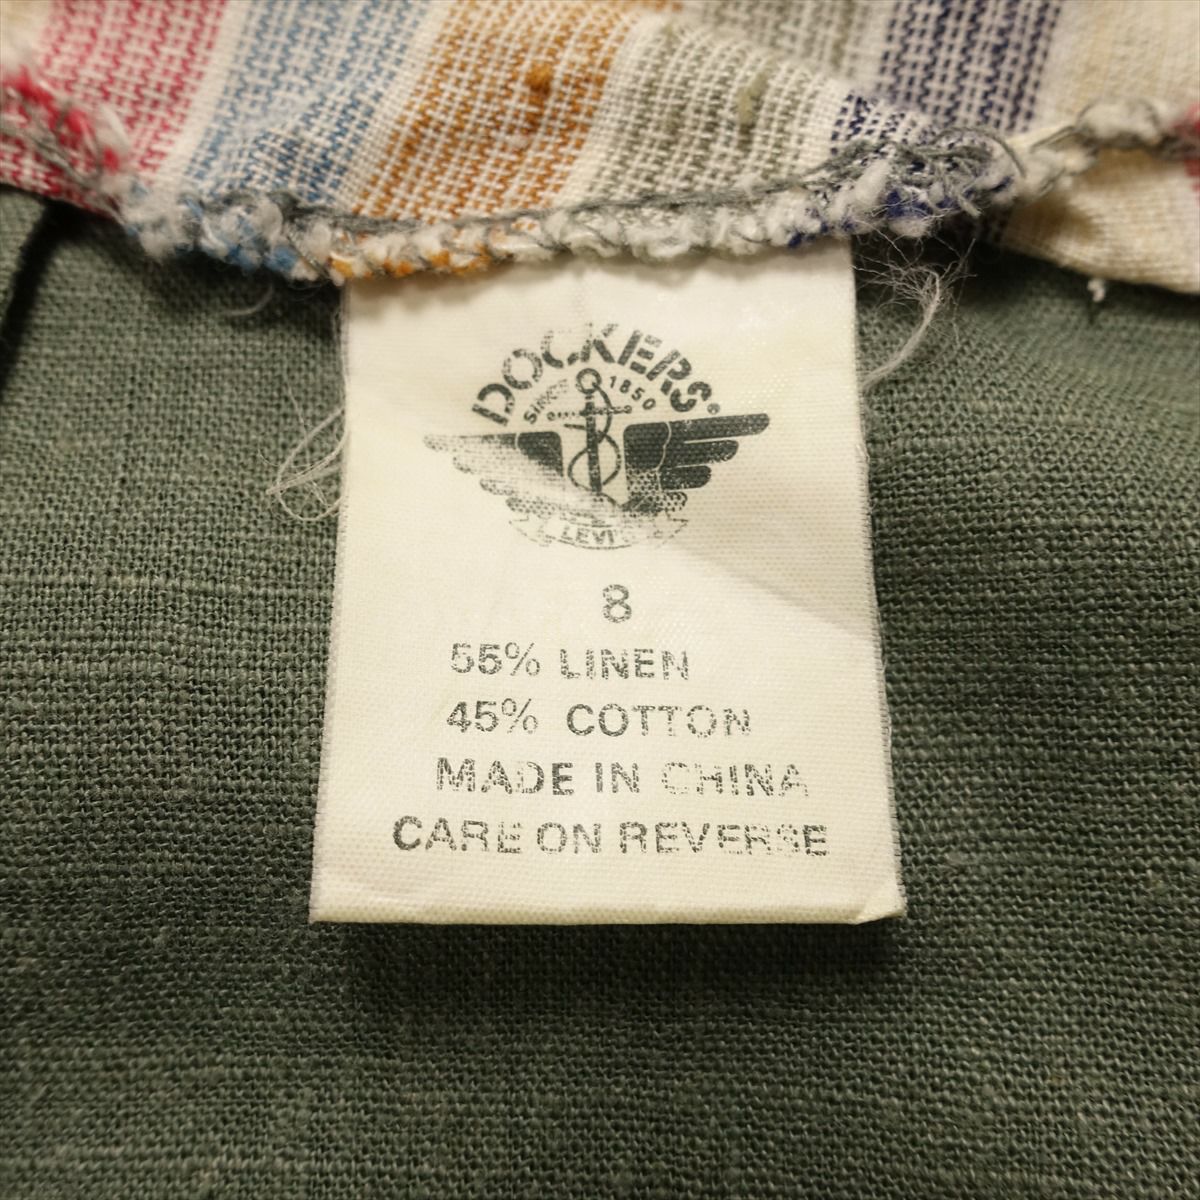 DOCKERS®
SINCE 1850
LEVI'S
8
55% LINEN
45% COTTON
MADE IN CHINA
CARE ON REVERSE